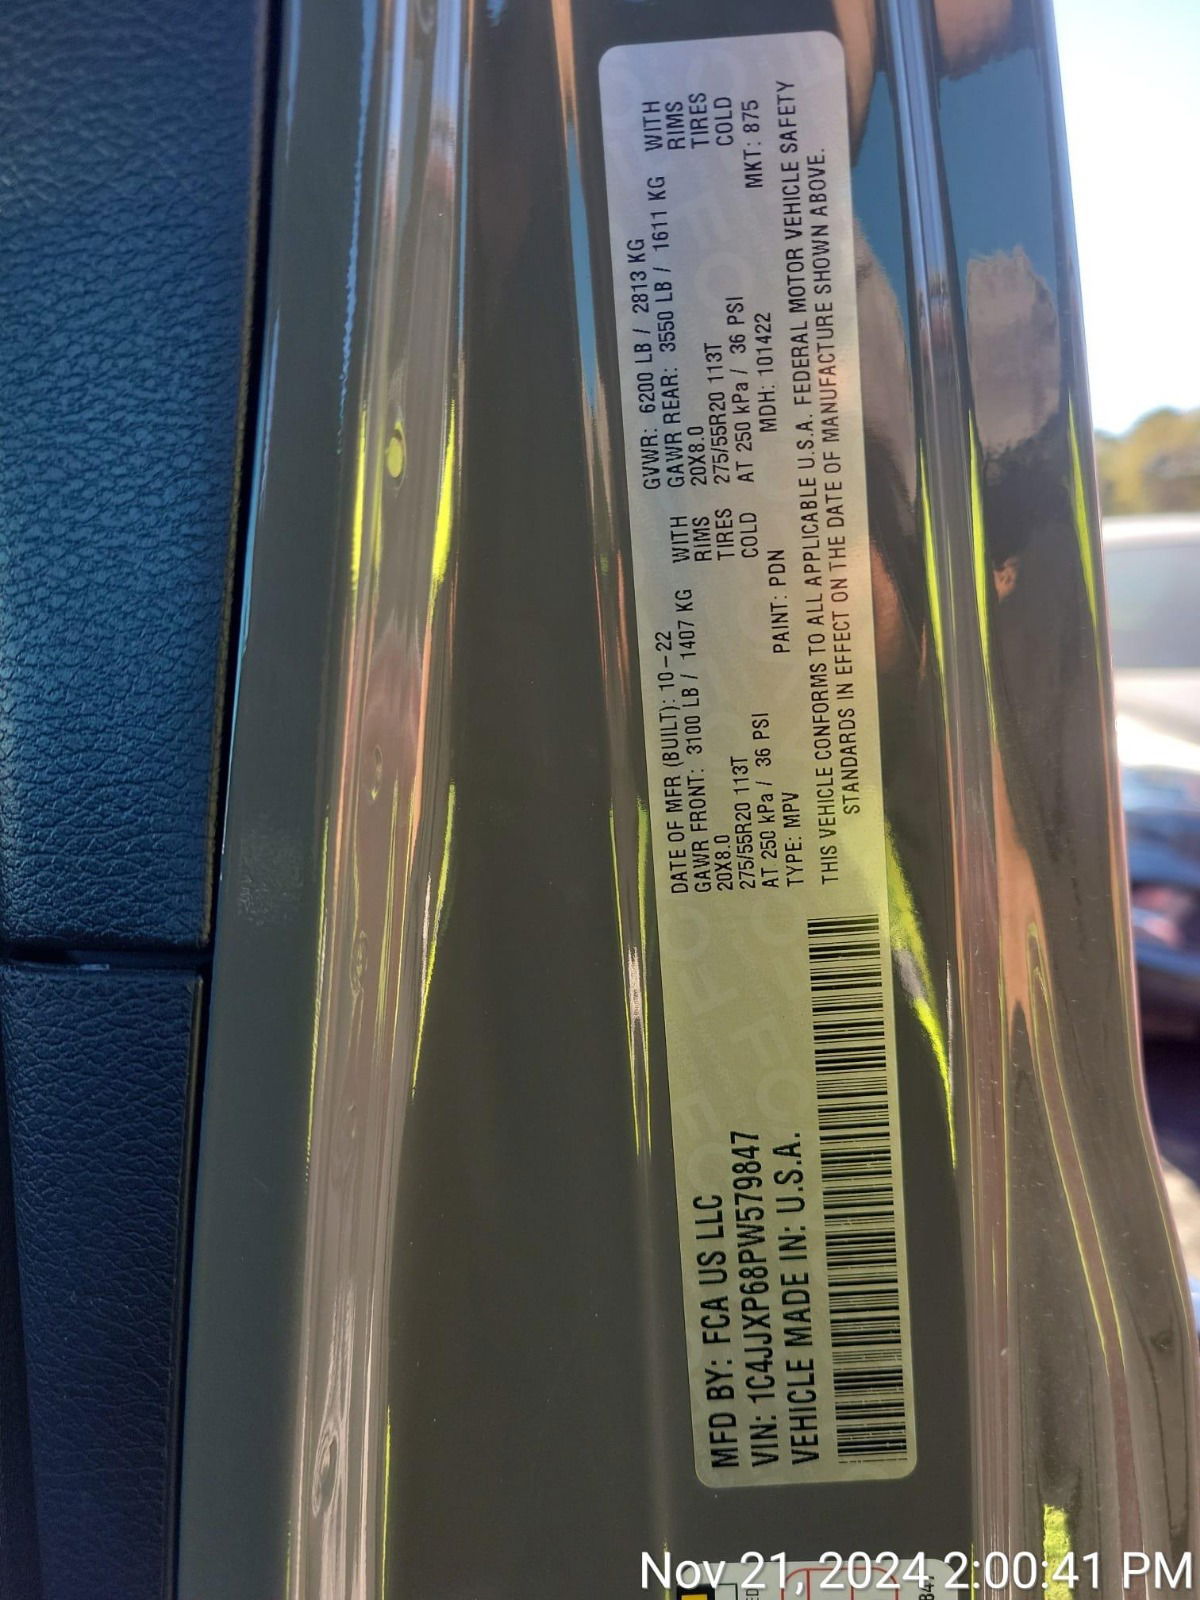 MFD BY: FCA US LLC
VIN: 1C4JJXP68PW579847
VEHICLE MADE IN: U.S.A.
DATE OF MFR (BUILT): 10-22 GVWR: 6200 LB / 2813 KG
GAWR FRONT: 3100 LB / 1407 KG WITH GAWR REAR: 3550 LB / 1611 KG WITH
20X8.0 RIMS 20X8.0 RIMS
275/55R20 113T TIRES 275/55R20 113T TIRES
AT 250 kPa / 36 PSI COLD AT 250 kPa / 36 PSI COLD
TYPE: MPV PAINT: PDN MDH: 101422 MKT: 875
THIS VEHICLE CONFORMS TO ALL APPLICABLE U.S.A. FEDERAL MOTOR VEHICLE SAFETY
STANDARDS IN EFFECT ON THE DATE OF MANUFACTURE SHOWN ABOVE.
Nov 21, 2024 2:00:41 PM